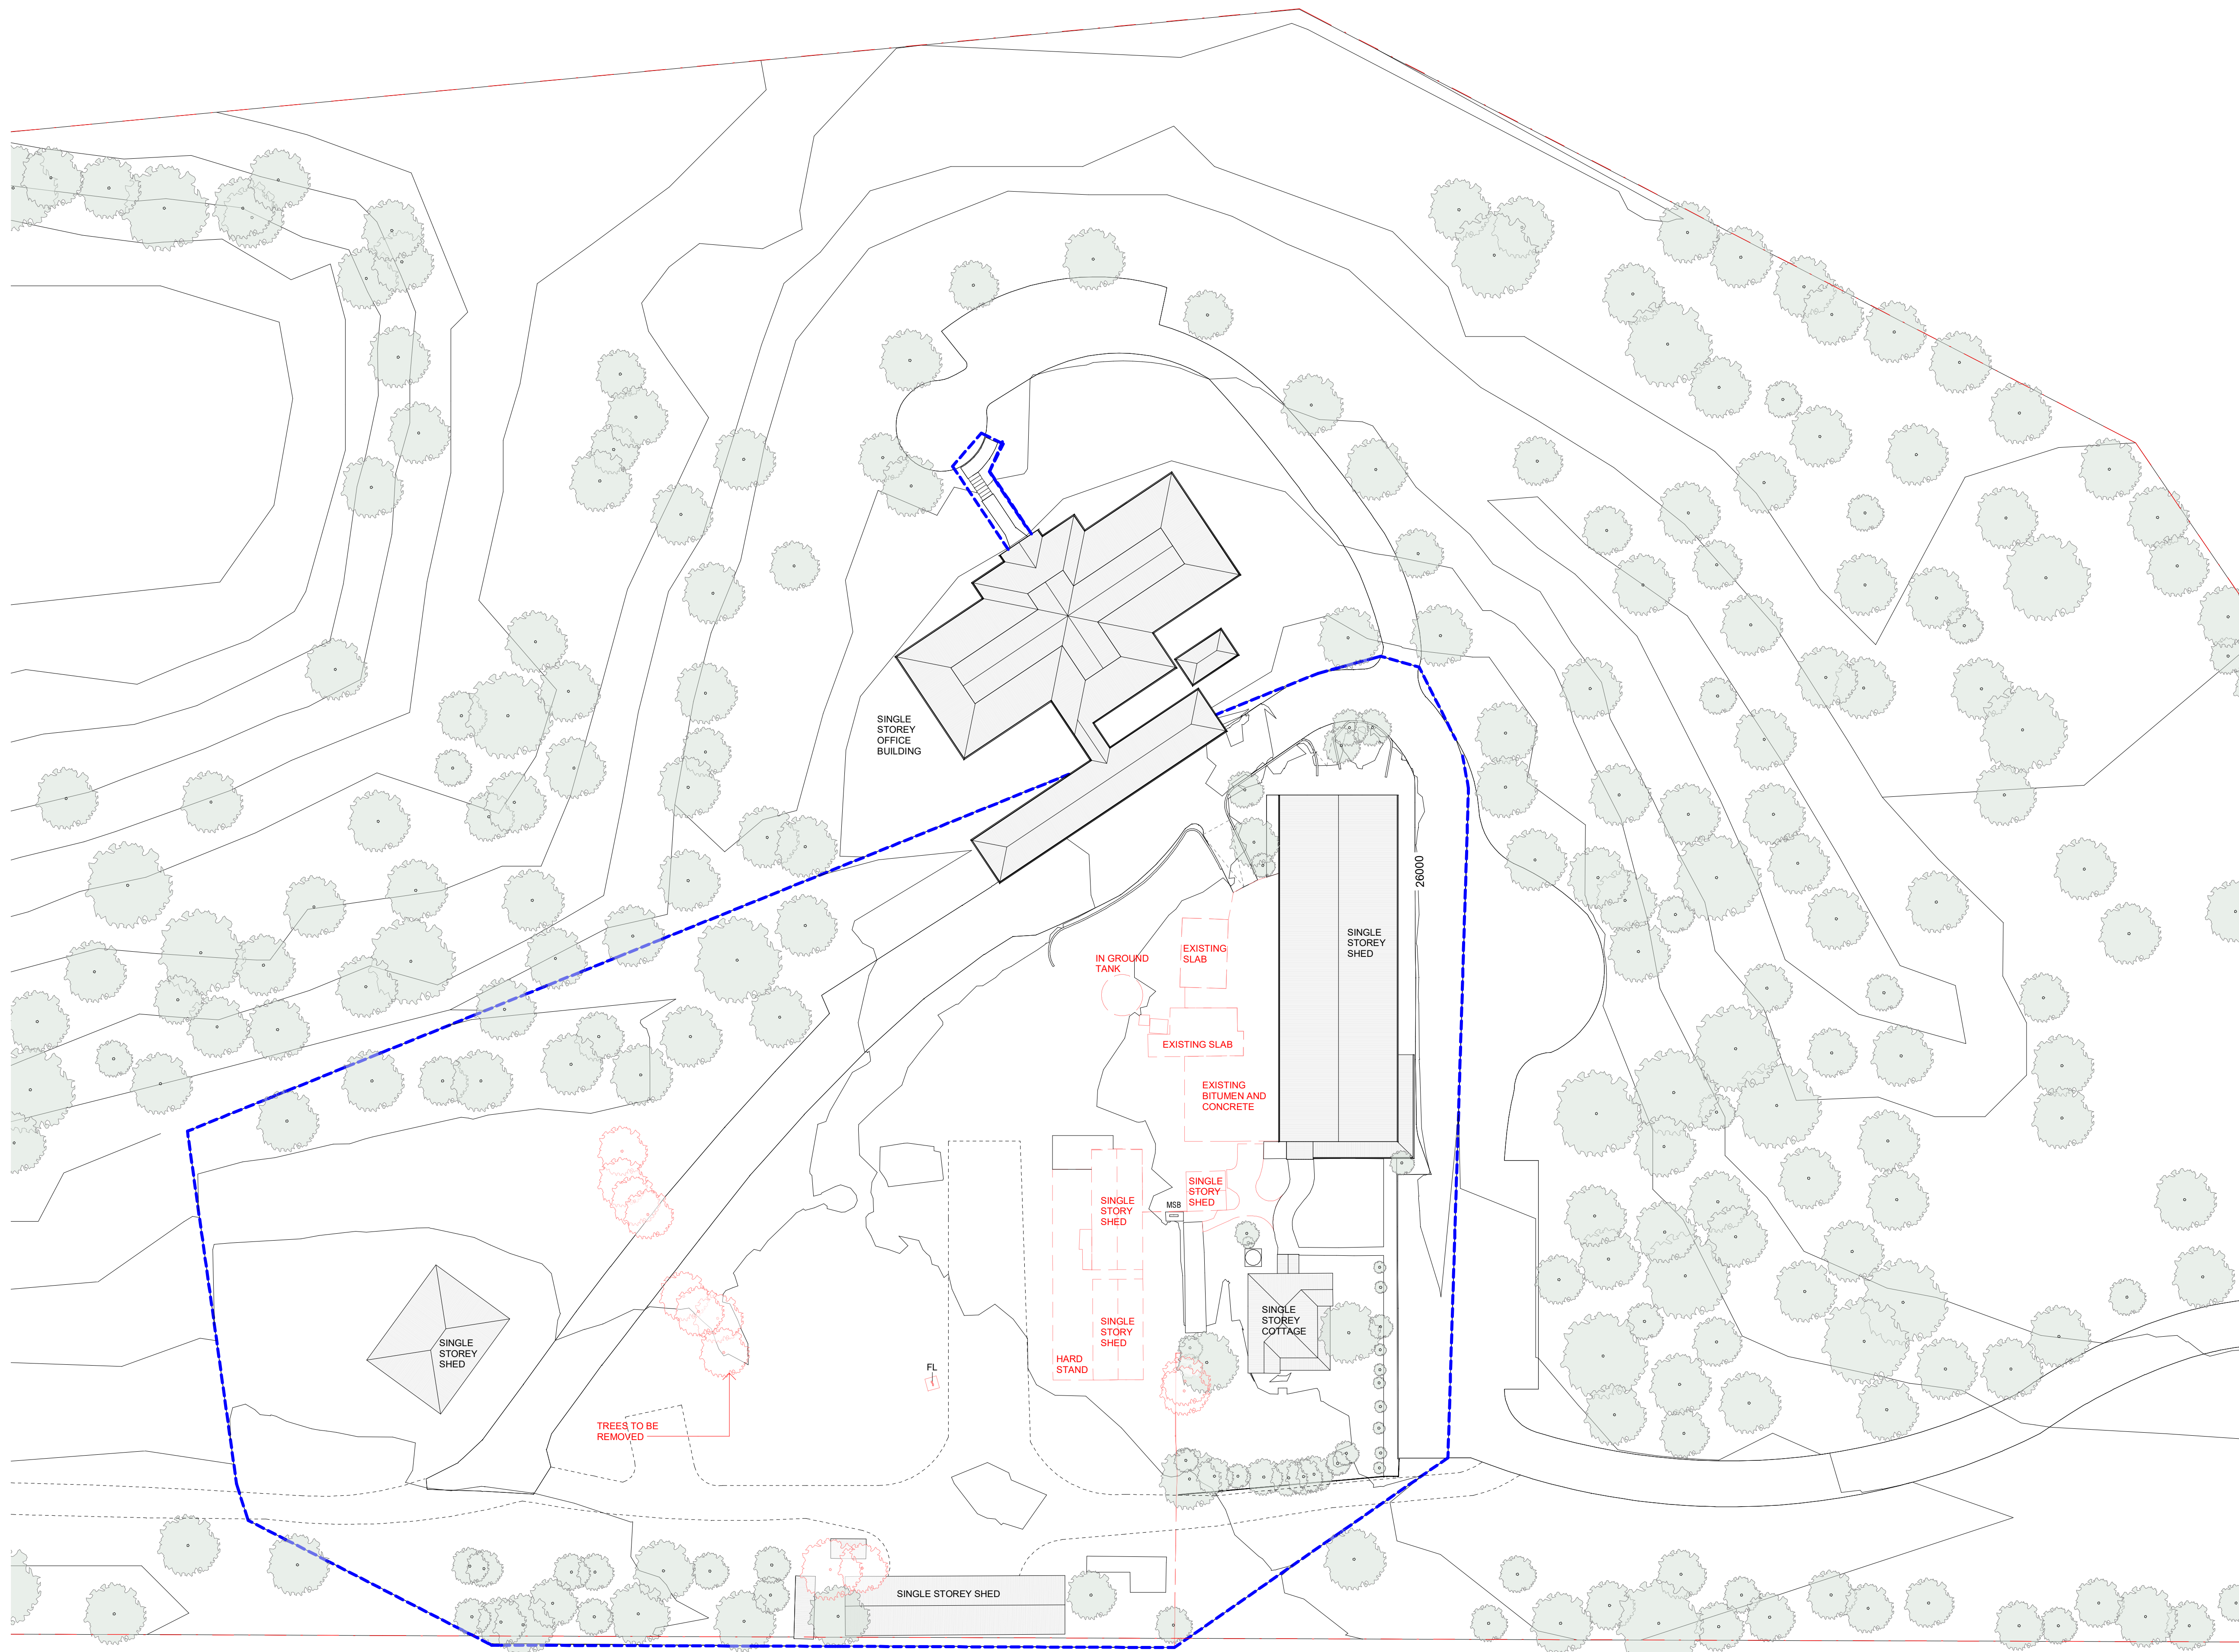 SINGLE
STOREY
OFFICE
BUILDING
26000
SINGLE
STOREY
SHED
EXISTING
SLAB
IN GROUND
TANK
EXISTING SLAB
EXISTING
BITUMEN AND
CONCRETE
SINGLE
STORY
SHED
SINGLE
STORY
SHED
MSB
SINGLE
STOREY
COTTAGE
SINGLE
STORY
SHED
HARD
STAND
SINGLE
STOREY
SHED
FL
TREES TO BE
REMOVED
SINGLE STOREY SHED